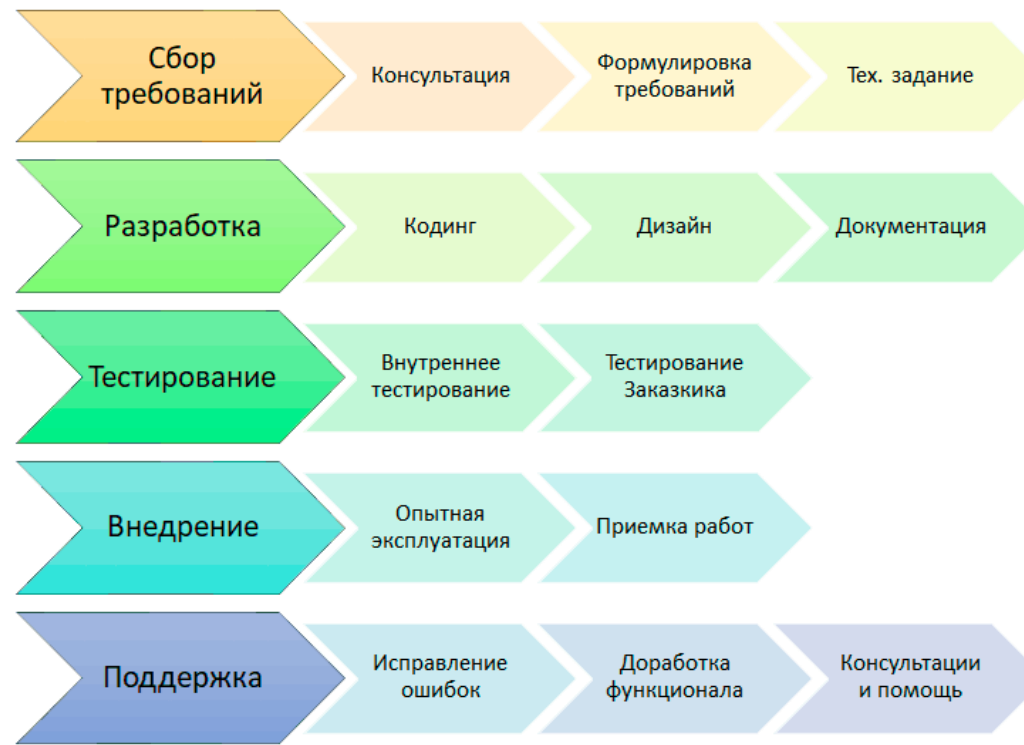 Сбор
требований
Консультация
Формулировка
требований
Тех. задание
Разработка
Кодинг
Дизайн
Документация
Тестирование
Внутреннее
тестирование
Тестирование
Заказкика
Внедрение
Опытная
эксплуатация
Приемка работ
Поддержка
Исправление
ошибок
Доработка
функционала
Консультации
и помощь